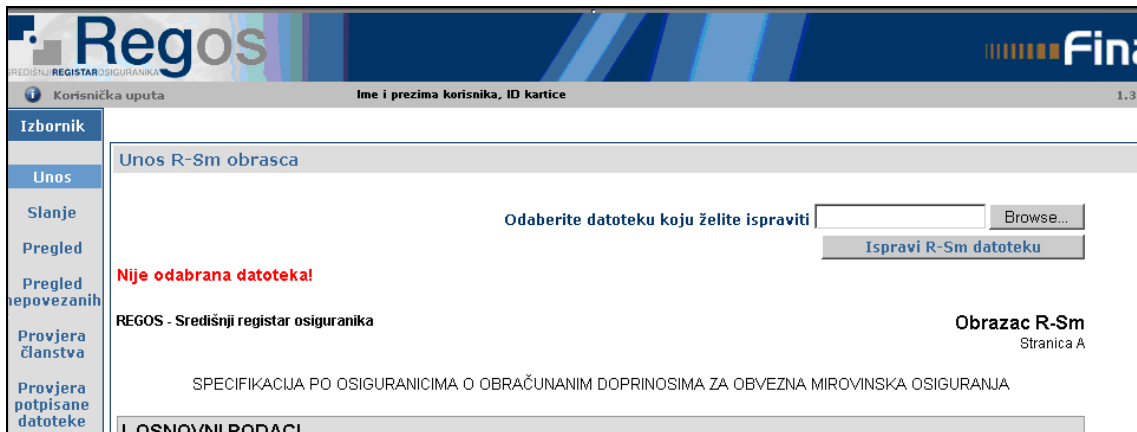 Regos
SREDIŠNJI REGISTAR OSIGURANIKA
Fina
Korisnička uputa
Ime i prezima korisnika, ID kartice
1.3
Izbornik
Unos
Slanje
Pregled
Pregled
nepovezanih
Provjera
članstva
Provjera
potpisane
datoteke
Unos R-Sm obrasca
Odaberite datoteku koju želite ispraviti
Browse...
Ispravi R-Sm datoteku
Nije odabrana datoteka!
REGOS - Središnji registar osiguranika
Obrazac R-Sm
Stranica A
SPECIFIKACIJA PO OSIGURANICIMA O OBRAČUNANIM DOPRINOSIMA ZA OBVEZNA MIROVINSKA OSIGURANJA
I. OSNOVNI PODACI